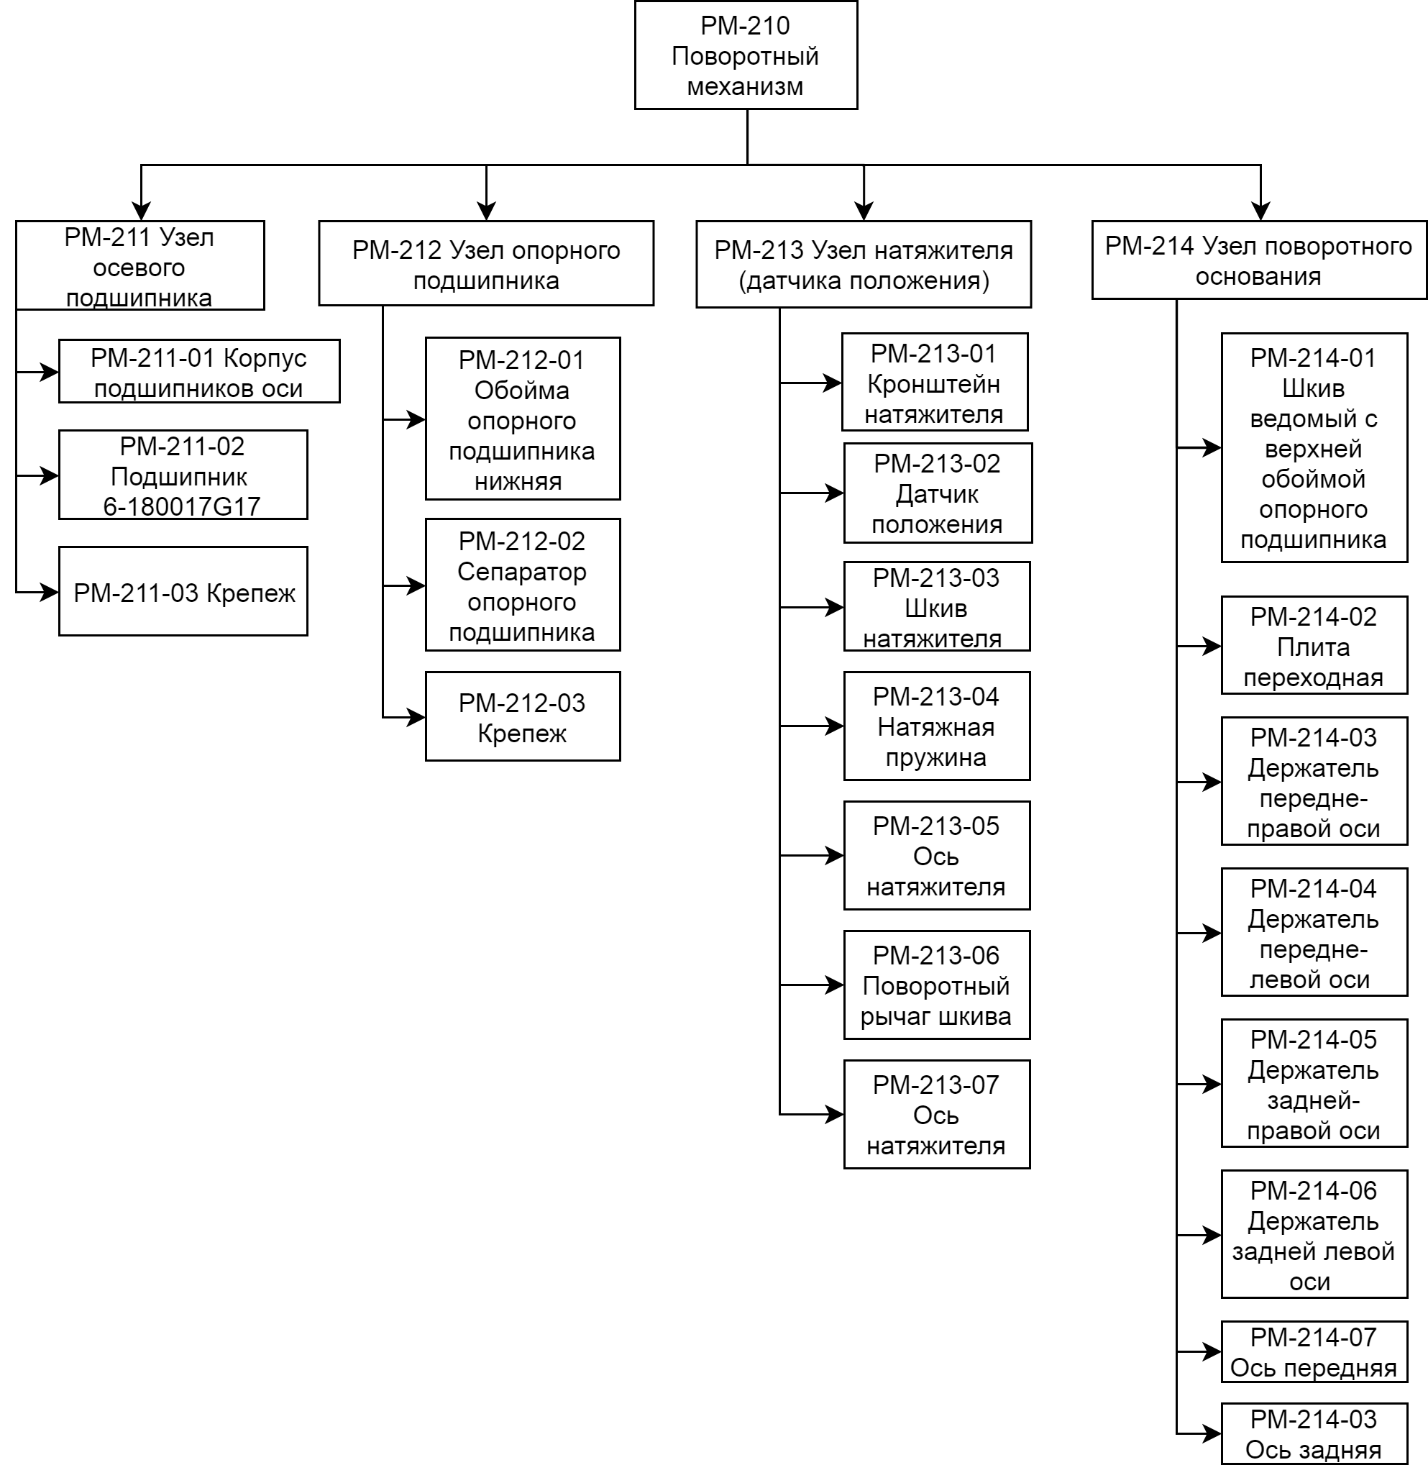 РМ-210
Поворотный
механизм
РМ-211 Узел
осевого
подшипника
РМ-211-01 Корпус
подшипников оси
РМ-211-02
Подшипник
6-180017G17
РМ-211-03 Крепеж
РМ-212 Узел опорного
подшипника
РМ-212-01
Обойма
опорного
подшипника
нижняя
РМ-212-02
Сепаратор
опорного
подшипника
РМ-212-03
Крепеж
РМ-213 Узел натяжителя
(датчика положения)
РМ-213-01
Кронштейн
натяжителя
РМ-213-02
Датчик
положения
РМ-213-03
Шкив
натяжителя
РМ-213-04
Натяжная
пружина
РМ-213-05
Ось
натяжителя
РМ-213-06
Поворотный
рычаг шкива
РМ-213-07
Ось
натяжителя
РМ-214 Узел поворотного
основания
РМ-214-01
Шкив
ведомый с
верхней
обоймой
опорного
подшипника
РМ-214-02
Плита
переходная
РМ-214-03
Держатель
передне-
правой оси
РМ-214-04
Держатель
передне-
левой оси
РМ-214-05
Держатель
задней-
правой оси
РМ-214-06
Держатель
задней левой
оси
РМ-214-07
Ось передняя
РМ-214-03
Ось задняя